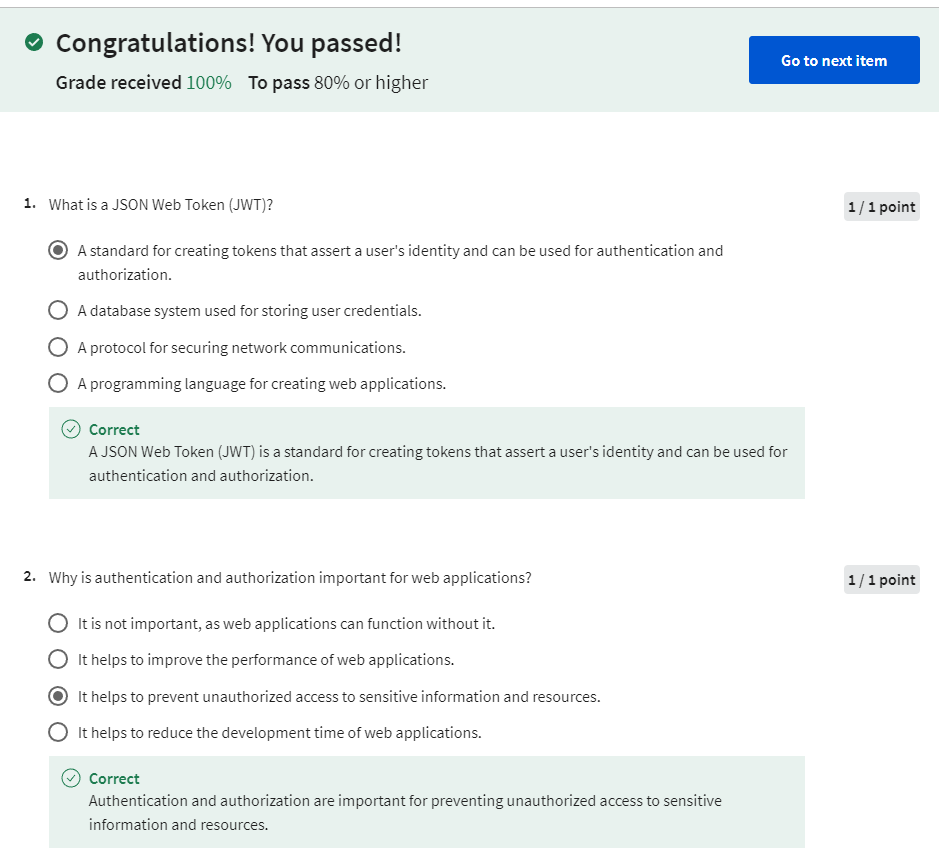 Congratulations! You passed!
Grade received 100% To pass 80% or higher
Go to next item
1. What is a JSON Web Token (JWT)?
1 / 1 point
A standard for creating tokens that assert a user's identity and can be used for authentication and
authorization.
A database system used for storing user credentials.
A protocol for securing network communications.
A programming language for creating web applications.
Correct
A JSON Web Token (JWT) is a standard for creating tokens that assert a user's identity and can be used for
authentication and authorization.
2. Why is authentication and authorization important for web applications?
1 / 1 point
It is not important, as web applications can function without it.
It helps to improve the performance of web applications.
It helps to prevent unauthorized access to sensitive information and resources.
It helps to reduce the development time of web applications.
Correct
Authentication and authorization are important for preventing unauthorized access to sensitive
information and resources.